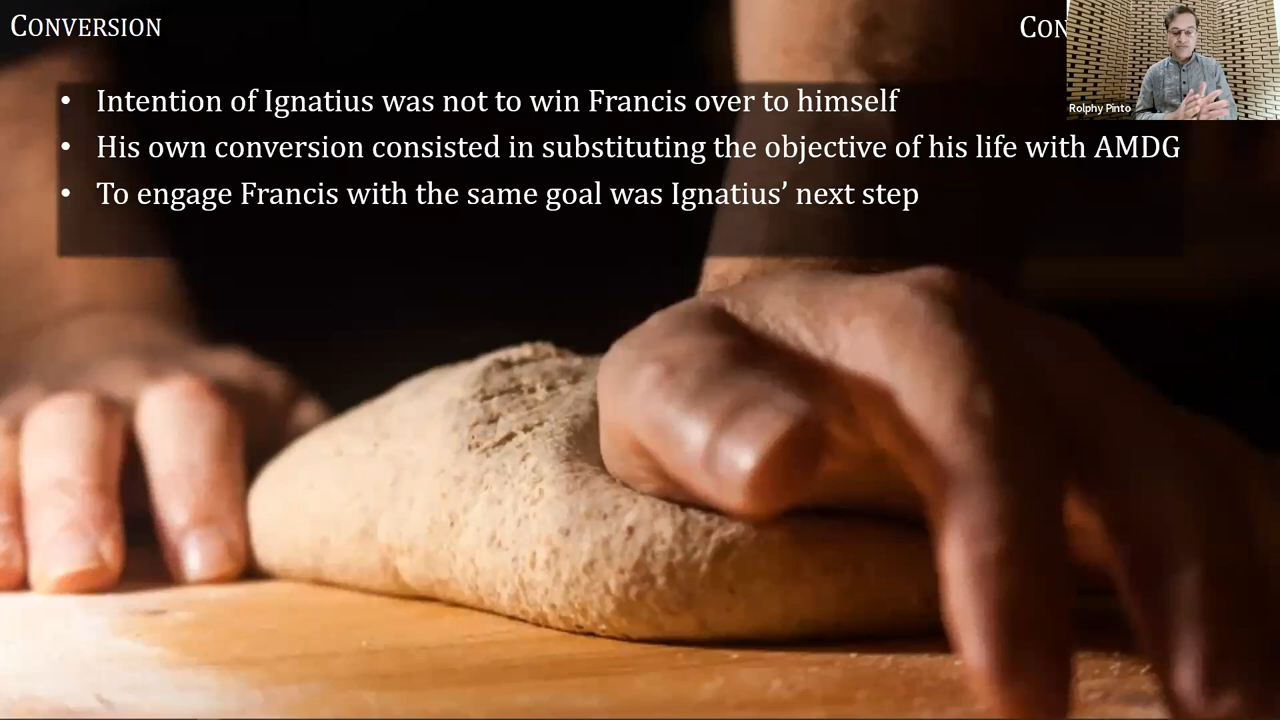 CONVERSION
• Intention of Ignatius was not to win Francis over to himself
• His own conversion consisted in substituting the objective of his life with AMDG
• To engage Francis with the same goal was Ignatius’ next step
Rolphy Pinto